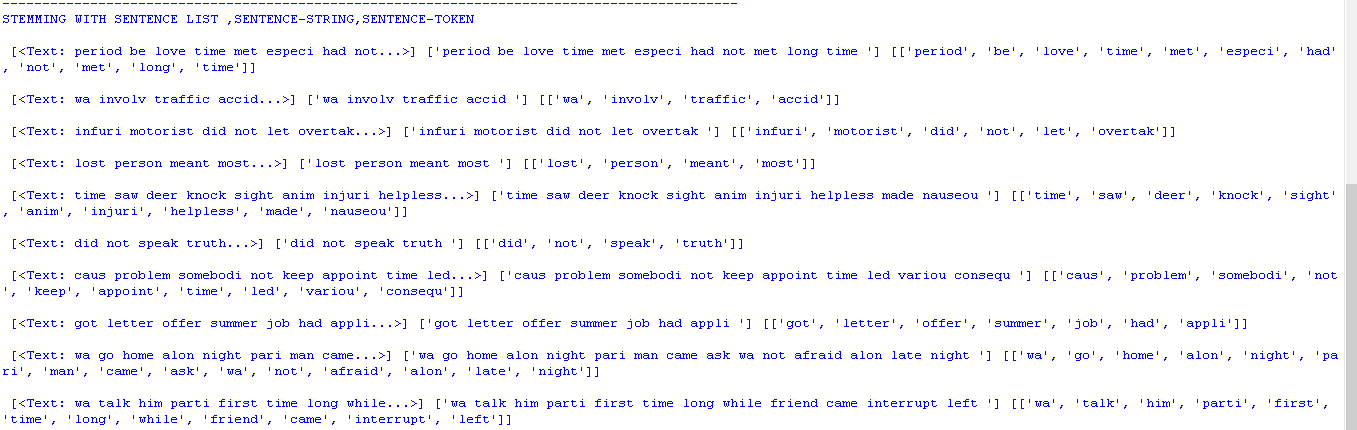 --------------------------------------------------------------------------------------------
STEMMING WITH SENTENCE LIST ,SENTENCE-STRING,SENTENCE-TOKEN
[<Text: period be love time met especi had not...>] ['period be love time met especi had not met long time '] [['period', 'be', 'love', 'time', 'met', 'especi', 'had'
, 'not', 'met', 'long', 'time']]
[<Text: wa involv traffic accid...>] ['wa involv traffic accid '] [['wa', 'involv', 'traffic', 'accid']]
[<Text: infuri motorist did not let overtak...>] ['infuri motorist did not let overtak '] [['infuri', 'motorist', 'did', 'not', 'let', 'overtak']]
[<Text: lost person meant most...>] ['lost person meant most '] [['lost', 'person', 'meant', 'most']]
[<Text: time saw deer knock sight anim injuri helpless...>] ['time saw deer knock sight anim injuri helpless made nauseou '] [['time', 'saw', 'deer', 'knock', 'sight'
, 'anim', 'injuri', 'helpless', 'made', 'nauseou']]
[<Text: did not speak truth...>] ['did not speak truth '] [['did', 'not', 'speak', 'truth']]
[<Text: caus problem somebodi not keep appoint time led...>] ['caus problem somebodi not keep appoint time led variou consequ '] [['caus', 'problem', 'somebodi', 'not
', 'keep', 'appoint', 'time', 'led', 'variou', 'consequ']]
[<Text: got letter offer summer job had appli...>] ['got letter offer summer job had appli '] [['got', 'letter', 'offer', 'summer', 'job', 'had', 'appli']]
[<Text: wa go home alon night pari man came...>] ['wa go home alon night pari man came ask wa not afraid alon late night '] [['wa', 'go', 'home', 'alon', 'night', 'pa
ri', 'man', 'came', 'ask', 'wa', 'not', 'afraid', 'alon', 'late', 'night']]
[<Text: wa talk him parti first time long while...>] ['wa talk him parti first time long while friend came interrupt left '] [['wa', 'talk', 'him', 'parti', 'first',
'time', 'long', 'while', 'friend', 'came', 'interrupt', 'left']]